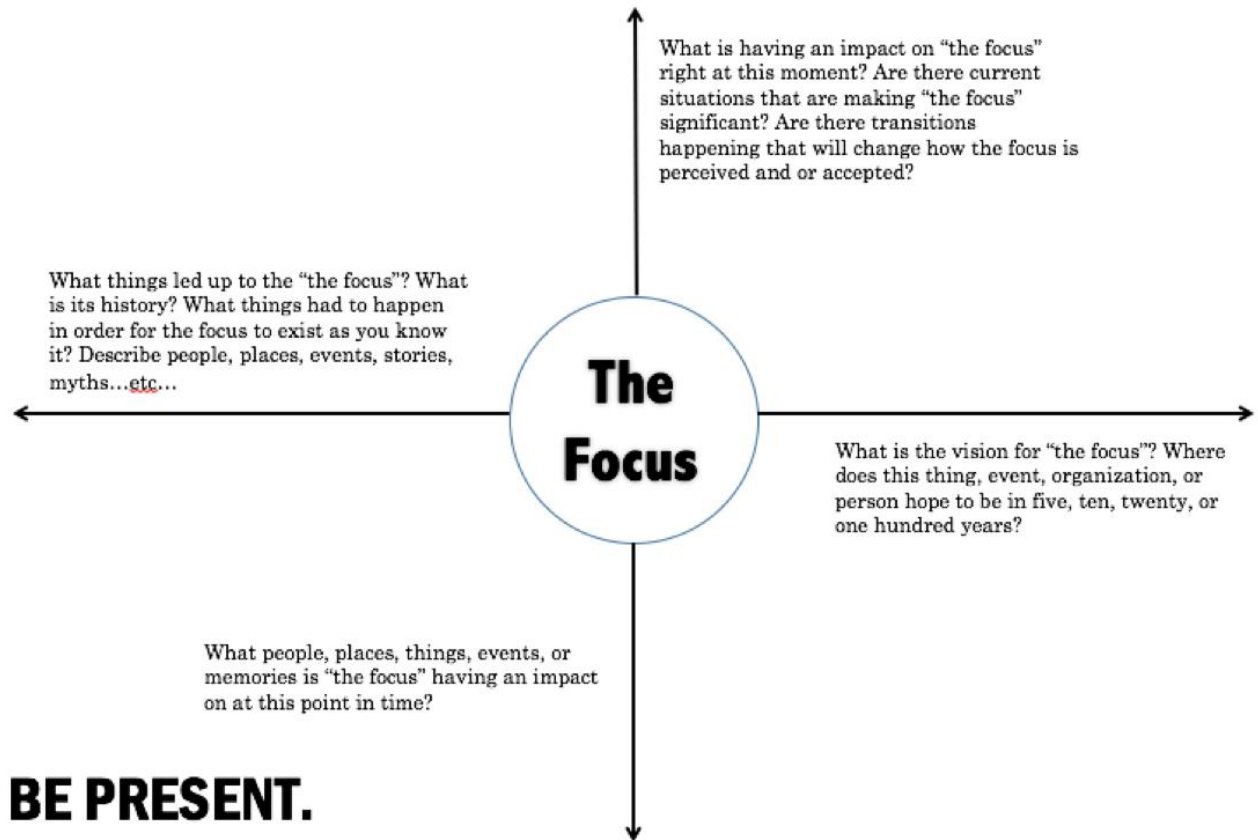 What is having an impact on “the focus”
right at this moment? Are there current
situations that are making “the focus”
significant? Are there transitions
happening that will change how the focus is
perceived and or accepted?
What things led up to the “the focus”? What
is its history? What things had to happen
in order for the focus to exist as you know
it? Describe people, places, events, stories,
myths…etc…
The
Focus
What is the vision for “the focus”? Where
does this thing, event, organization, or
person hope to be in five, ten, twenty, or
one hundred years?
What people, places, things, events, or
memories is “the focus” having an impact
on at this point in time?
BE PRESENT.